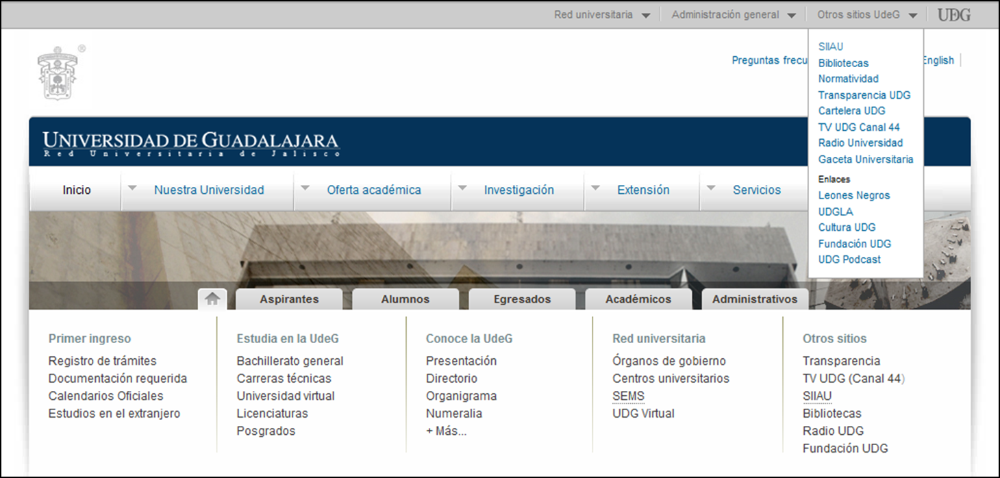 Red universitaria
Administración general
Otros sitios UdeG
UDG
®
Preguntas frecu
English
SIIAU
Bibliotecas
Normatividad
Transparencia UDG
Cartelera UDG
TV UDG Canal 44
Radio Universidad
Gaceta Universitaria
Enlaces
Leones Negros
UDGLA
Cultura UDG
Fundación UDG
UDG Podcast
UNIVERSIDAD DE GUADALAJARA
Red Universitaria de Jalisco
Inicio
Nuestra Universidad
Oferta académica
Investigación
Extensión
Servicios
Aspirantes
Alumnos
Egresados
Académicos
Administrativos
Primer ingreso
Registro de trámites
Documentación requerida
Calendarios Oficiales
Estudios en el extranjero
Estudia en la UdeG
Bachillerato general
Carreras técnicas
Universidad virtual
Licenciaturas
Posgrados
Conoce la UdeG
Presentación
Directorio
Organigrama
Numeralia
+ Más...
Red universitaria
Órganos de gobierno
Centros universitarios
SEMS
UDG Virtual
Otros sitios
Transparencia
TV UDG (Canal 44)
SIIAU
Bibliotecas
Radio UDG
Fundación UDG